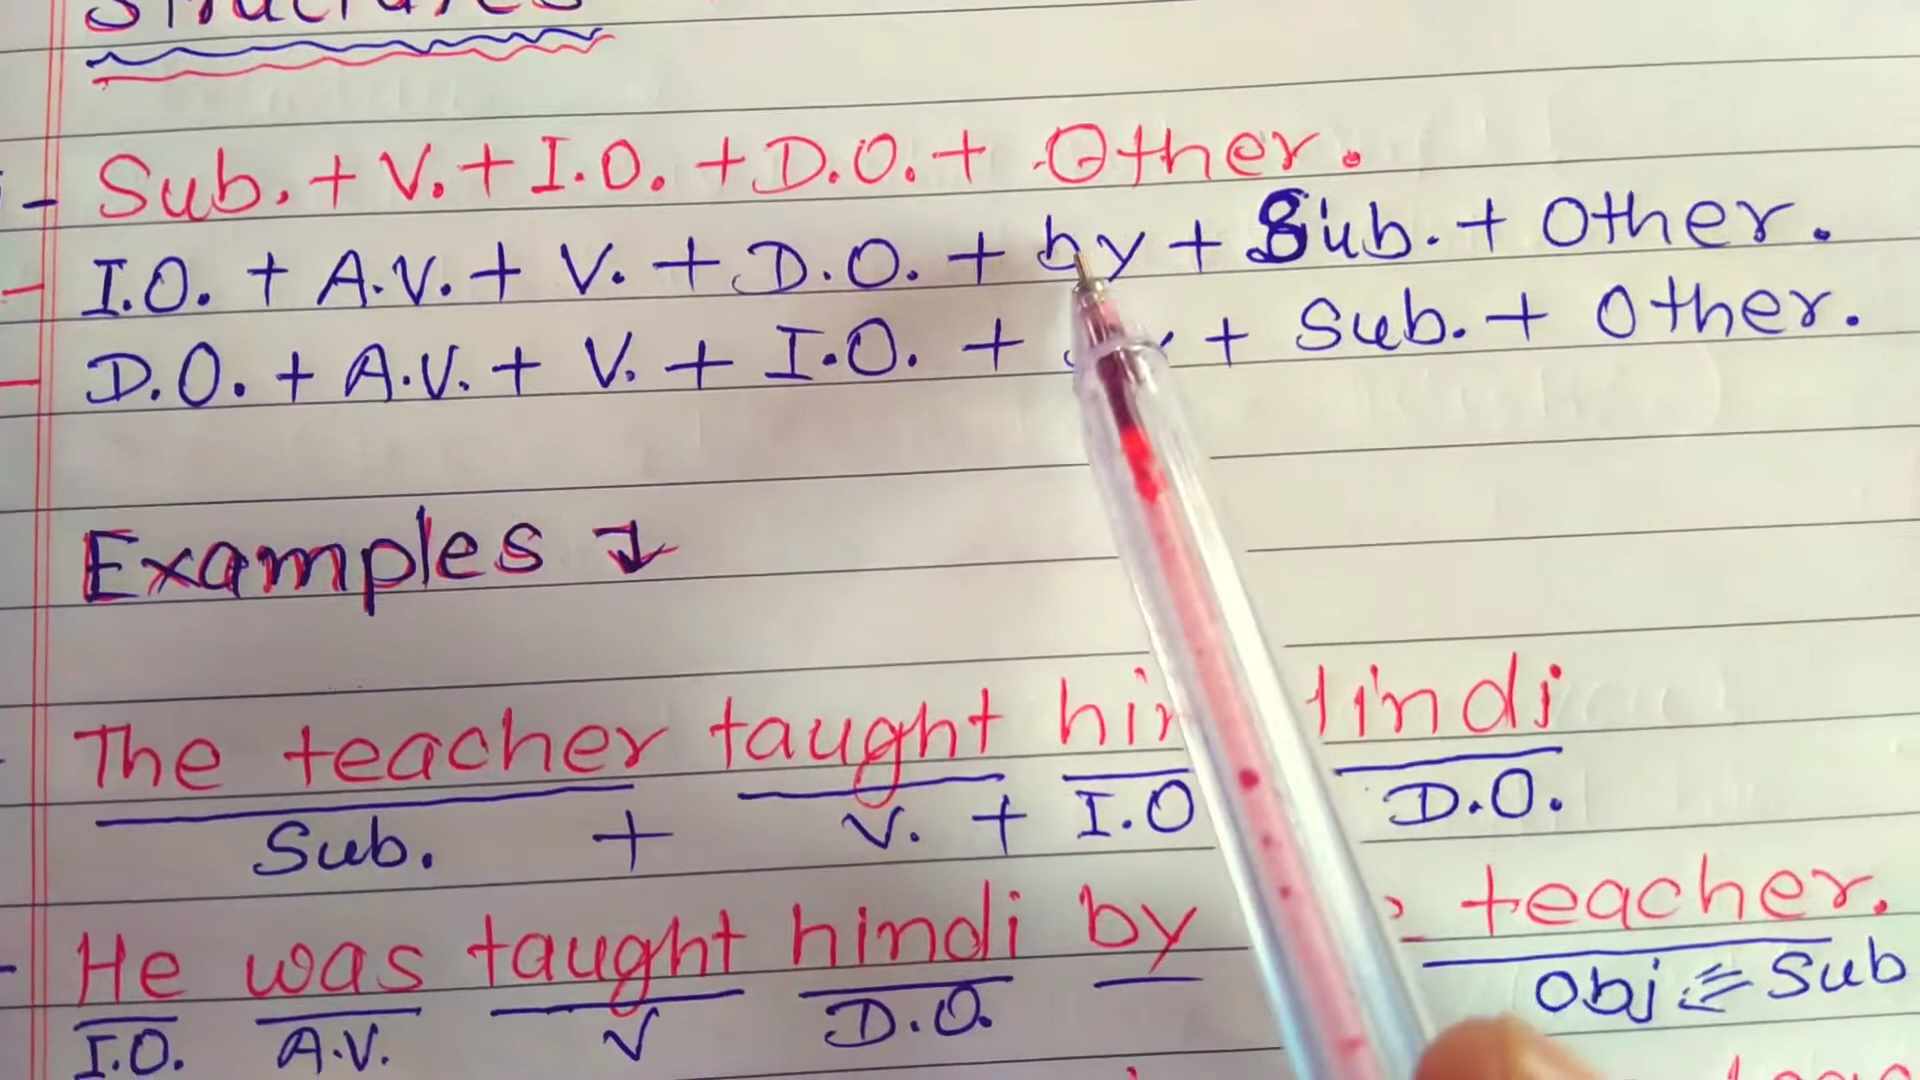 Structures
- Sub. + V. + I.O. + D.O. + Other.
- I.O. + A.V. + V. + D.O. + by + Sub. + Other.
- D.O. + A.V. + V. + I.O. + + Sub. + Other.
Examples ↓
The teacher taught hindi
Sub. + V. + I.O D.O.
- He was taught hindi by teacher.
I.O. A.V. V D.O. Obj ⇐ Sub